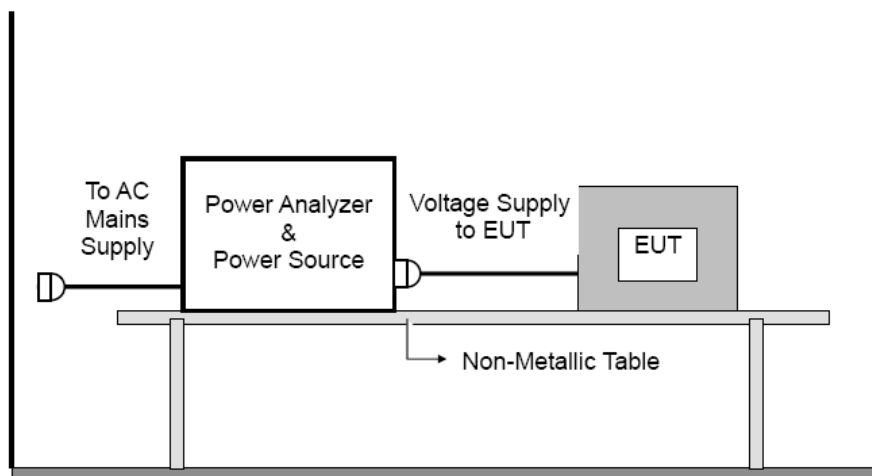 To AC
Mains
Supply
Power Analyzer
&
Power Source
Voltage Supply
to EUT
EUT
Non-Metallic Table